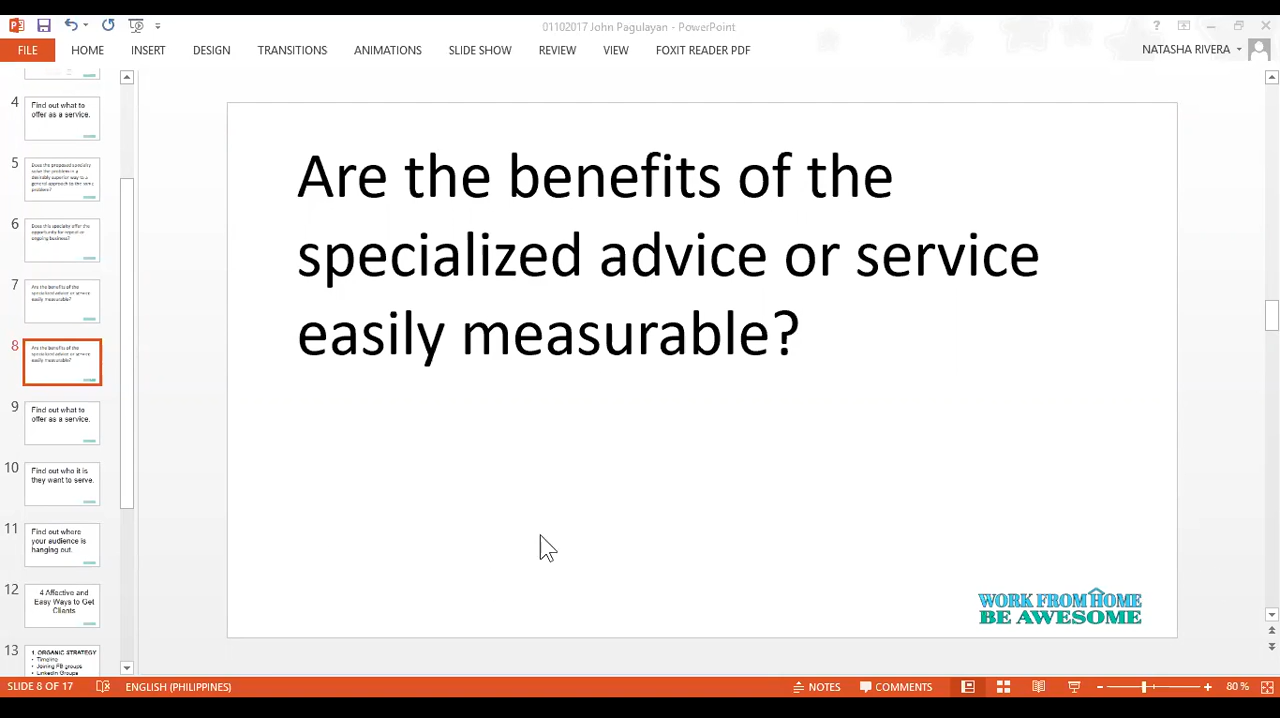 01102017 John Pagulayan - PowerPoint
?
FILE
HOME
INSERT
DESIGN
TRANSITIONS
ANIMATIONS
SLIDE SHOW
REVIEW
VIEW
FOXIT READER PDF
NATASHA RIVERA
4
Find out what to
offer as a service.
5
Does the proposed specialty
solve the problem in a
desirably superior way to a
general approach to the same
problem?
6
Does this specialty offer the
opportunity for repeat or
ongoing business?
7
Are the benefits of the
specialized advice or service
easily measurable?
8
Are the benefits of the
specialized advice or service
easily measurable?
9
Find out what to
offer as a service.
10
Find out who it is
they want to serve.
11
Find out where
your audience is
hanging out.
12
4 Affective and
Easy Ways to Get
Clients
13
1. ORGANIC STRATEGY
• Timeline
• Joining FB groups
• LinkedIn Groups
Are the benefits of the
specialized advice or service
easily measurable?
WORK FROM HOME
BE AWESOME
SLIDE 8 OF 17
ENGLISH (PHILIPPINES)
NOTES
COMMENTS
80 %